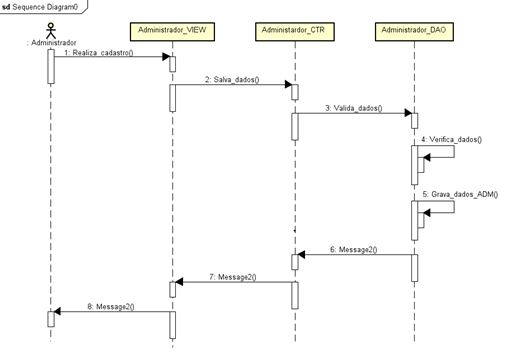 sd Sequence Diagram0
: Administrador
Administrador_VIEW
Administardor_CTR
Administrador_DAO
1: Realiza_cadastro()
2: Salva_dados()
3: Valida_dados()
4: Verifica_dados()
5: Grava_dados_ADM()
6: Message2()
7: Message2()
8: Message2()